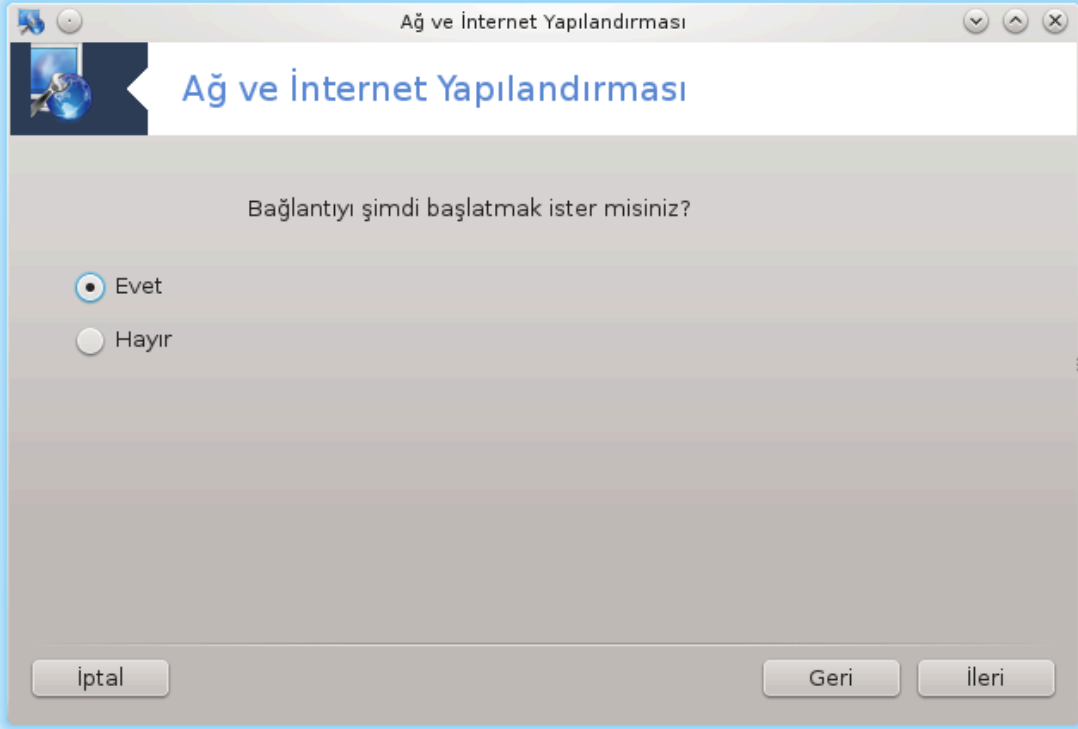 Ağ ve İnternet Yapılandırması
Ağ ve İnternet Yapılandırması
Bağlantıyı şimdi başlatmak ister misiniz?
Evet
Hayır
İptal
Geri
İleri